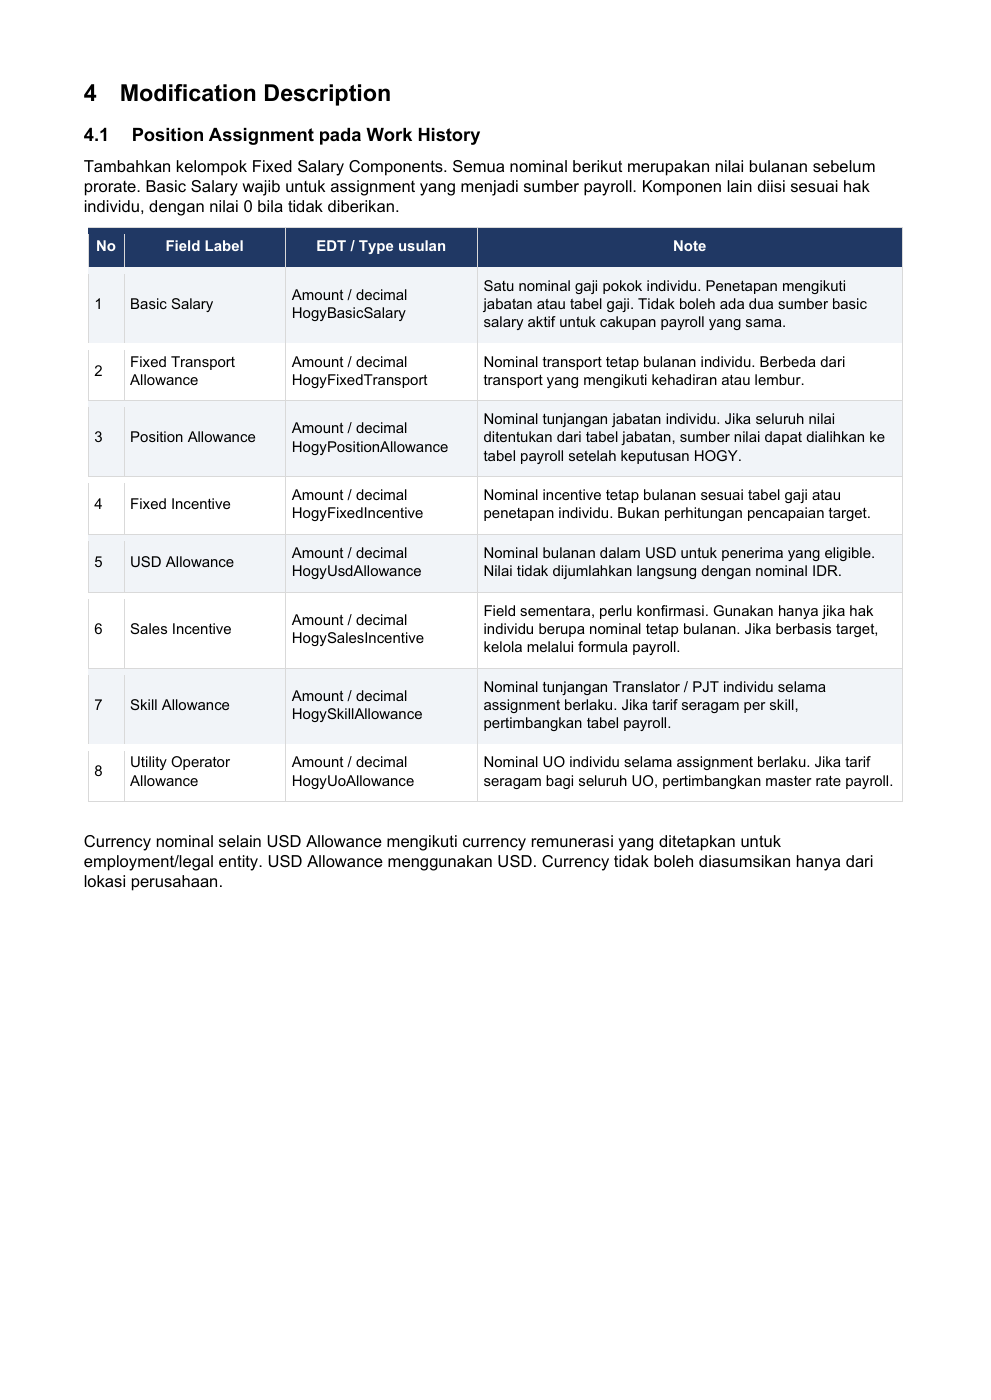 4 Modification Description
4.1 Position Assignment pada Work History
Tambahkan kelompok Fixed Salary Components. Semua nominal berikut merupakan nilai bulanan sebelum
prorate. Basic Salary wajib untuk assignment yang menjadi sumber payroll. Komponen lain diisi sesuai hak
individu, dengan nilai 0 bila tidak diberikan.
No Field Label EDT / Type usulan Note
1 Basic Salary
Amount / decimal
HogyBasicSalary
Satu nominal gaji pokok individu. Penetapan mengikuti
jabatan atau tabel gaji. Tidak boleh ada dua sumber basic
salary aktif untuk cakupan payroll yang sama.
2
Fixed Transport
Allowance
Amount / decimal
HogyFixedTransport
Nominal transport tetap bulanan individu. Berbeda dari
transport yang mengikuti kehadiran atau lembur.
3 Position Allowance
Amount / decimal
HogyPositionAllowance
Nominal tunjangan jabatan individu. Jika seluruh nilai
ditentukan dari tabel jabatan, sumber nilai dapat dialihkan ke
tabel payroll setelah keputusan HOGY.
4 Fixed Incentive
Amount / decimal
HogyFixedIncentive
Nominal incentive tetap bulanan sesuai tabel gaji atau
penetapan individu. Bukan perhitungan pencapaian target.
5 USD Allowance
Amount / decimal
HogyUsdAllowance
Nominal bulanan dalam USD untuk penerima yang eligible.
Nilai tidak dijumlahkan langsung dengan nominal IDR.
6 Sales Incentive
Amount / decimal
HogySalesIncentive
Field sementara, perlu konfirmasi. Gunakan hanya jika hak
individu berupa nominal tetap bulanan. Jika berbasis target,
kelola melalui formula payroll.
7 Skill Allowance
Amount / decimal
HogySkillAllowance
Nominal tunjangan Translator / PJT individu selama
assignment berlaku. Jika tarif seragam per skill,
pertimbangkan tabel payroll.
8
Utility Operator
Allowance
Amount / decimal
HogyUoAllowance
Nominal UO individu selama assignment berlaku. Jika tarif
seragam bagi seluruh UO, pertimbangkan master rate payroll.
Currency nominal selain USD Allowance mengikuti currency remunerasi yang ditetapkan untuk
employment/legal entity. USD Allowance menggunakan USD. Currency tidak boleh diasumsikan hanya dari
lokasi perusahaan.